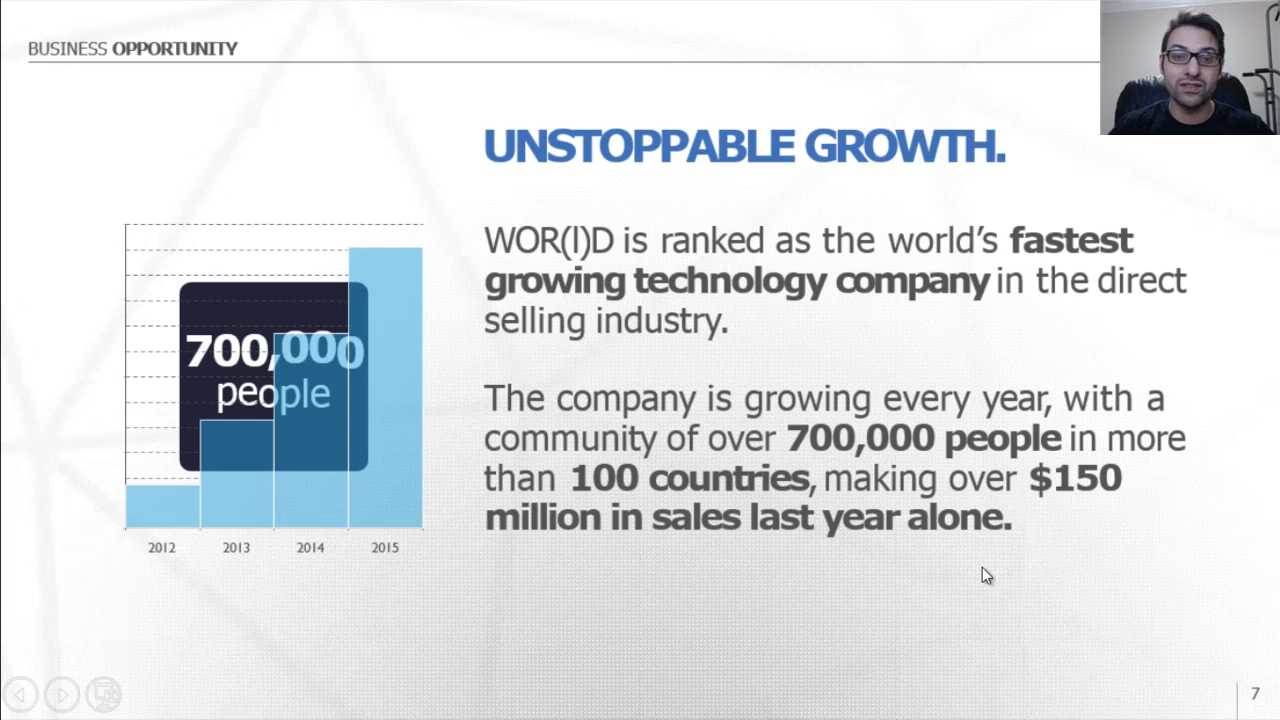 BUSINESS OPPORTUNITY
UNSTOPPABLE GROWTH.
WOR(l)D is ranked as the world's fastest
growing technology company in the direct
selling industry.
The company is growing every year, with a
community of over 700,000 people in more
than 100 countries, making over $150
million in sales last year alone.
700,000
people
2012 2013 2014 2015
7